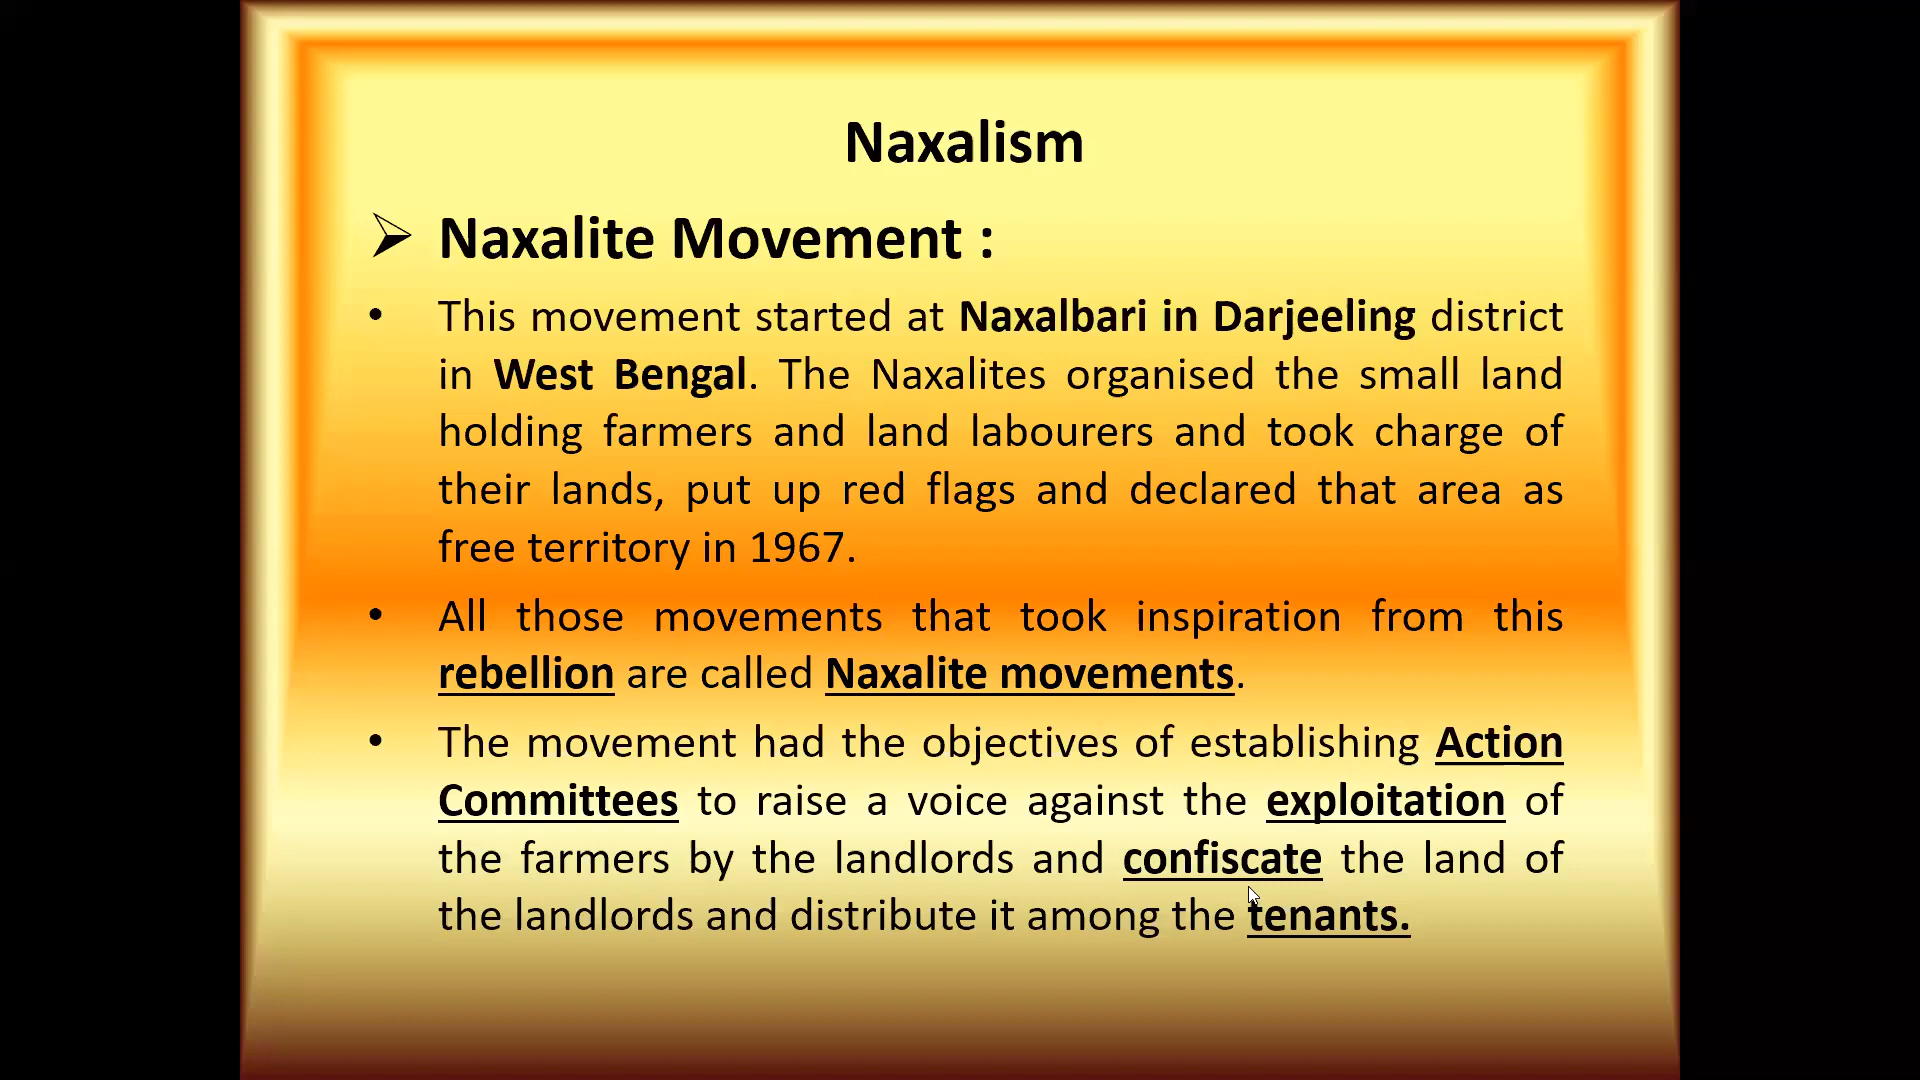 Naxalism
➢ Naxalite Movement :
• This movement started at Naxalbari in Darjeeling district
in West Bengal. The Naxalites organised the small land
holding farmers and land labourers and took charge of
their lands, put up red flags and declared that area as
free territory in 1967.
• All those movements that took inspiration from this
rebellion are called Naxalite movements.
• The movement had the objectives of establishing Action
Committees to raise a voice against the exploitation of
the farmers by the landlords and confiscate the land of
the landlords and distribute it among the tenants.